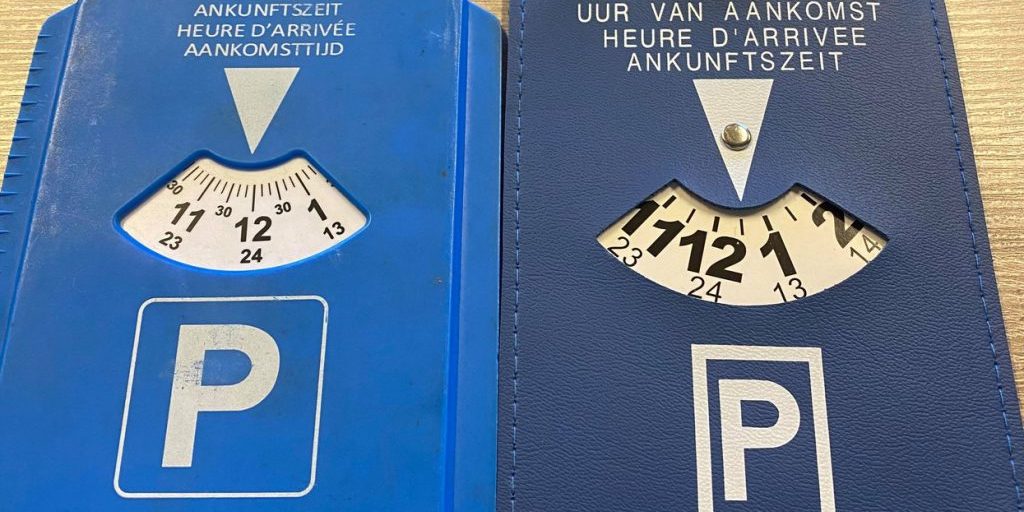 ANKUNFTSZEIT
HEURE D'ARRIVÉE
AANKOMSTTIJD
30 11 30 12 30 1
23 24 13
P
UUR VAN AANKOMST
HEURE D'ARRIVEE
ANKUNFTSZEIT
11 12 1 2
23 24 13 14
P